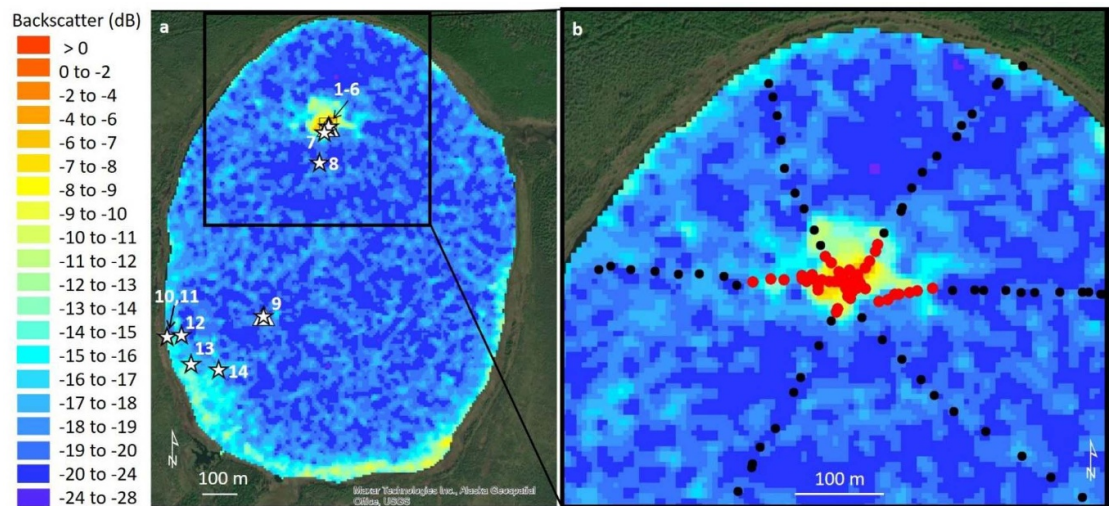 Backscatter (dB)
> 0
0 to -2
-2 to -4
-4 to -6
-6 to -7
-7 to -8
-8 to -9
-9 to -10
-10 to -11
-11 to -12
-12 to -13
-13 to -14
-14 to -15
-15 to -16
-16 to -17
-17 to -18
-18 to -19
-19 to -20
-20 to -24
-24 to -28
a
1-6
7
8
9
10,11
12
13
14
N
100 m
Maxar Technologies Inc., Alaska Geospatial
Office, USGS
b
N
100 m